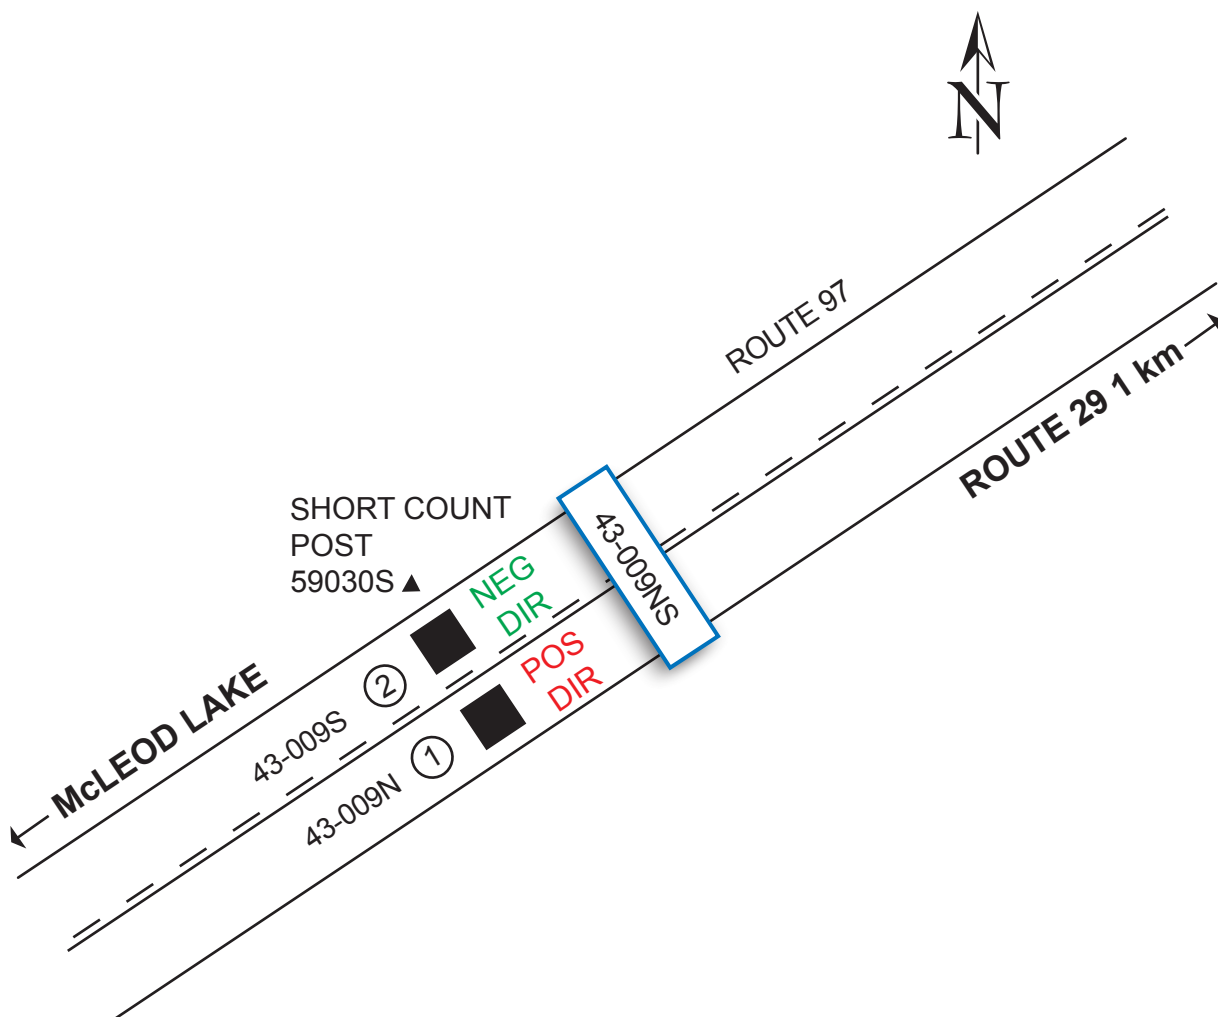 N
ROUTE 97
ROUTE 29 1 km
SHORT COUNT
POST
59030S
43-009NS
NEG
DIR
POS
DIR
McLEOD LAKE
43-009S
2
43-009N
1